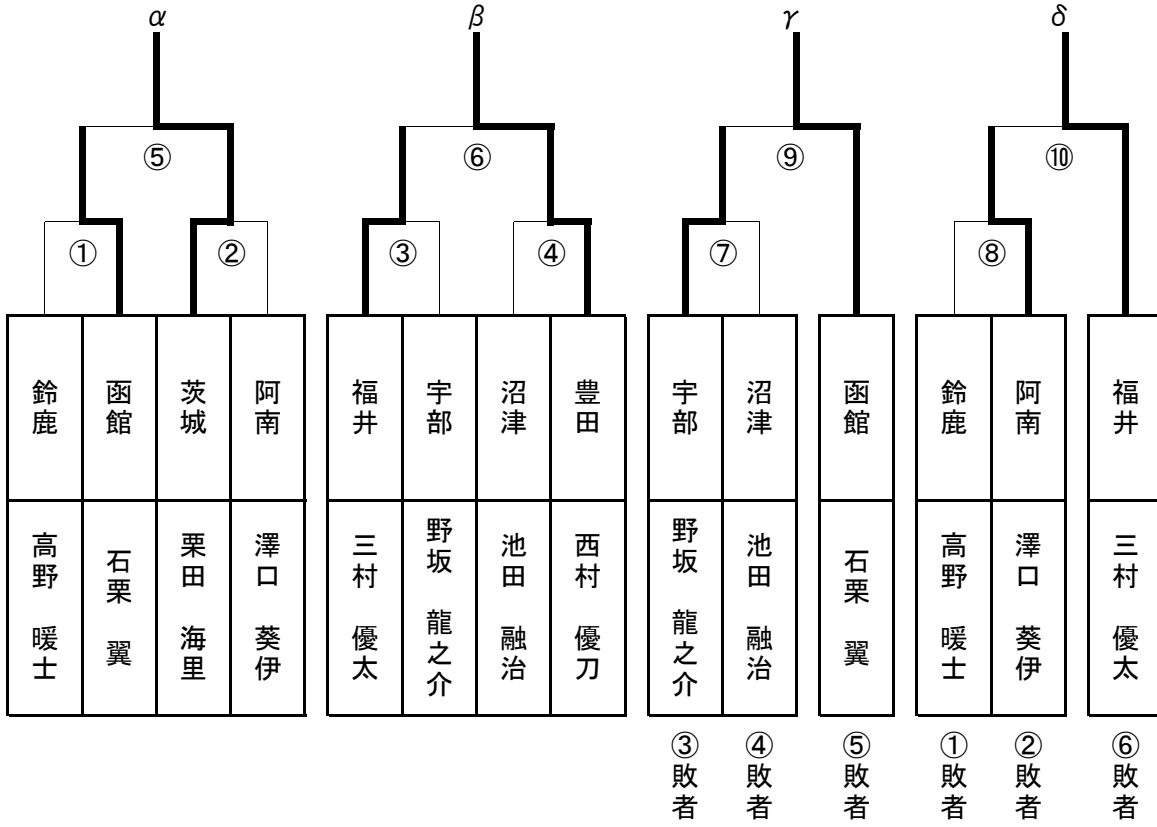 α
β
γ
δ
⑤
⑥
⑨
⑩
①
②
③
④
⑦
⑧
鈴鹿
函館
茨城
阿南
福井
宇部
沼津
豊田
宇部
沼津
函館
鈴鹿
阿南
福井
高野 暖士
石栗 翼
栗田 海里
澤口 葵伊
三村 優太
野坂 龍之介
池田 融治
西村 優刀
野坂 龍之介
池田 融治
石栗 翼
高野 暖士
澤口 葵伊
三村 優太
③敗者
④敗者
⑤敗者
①敗者
②敗者
⑥敗者